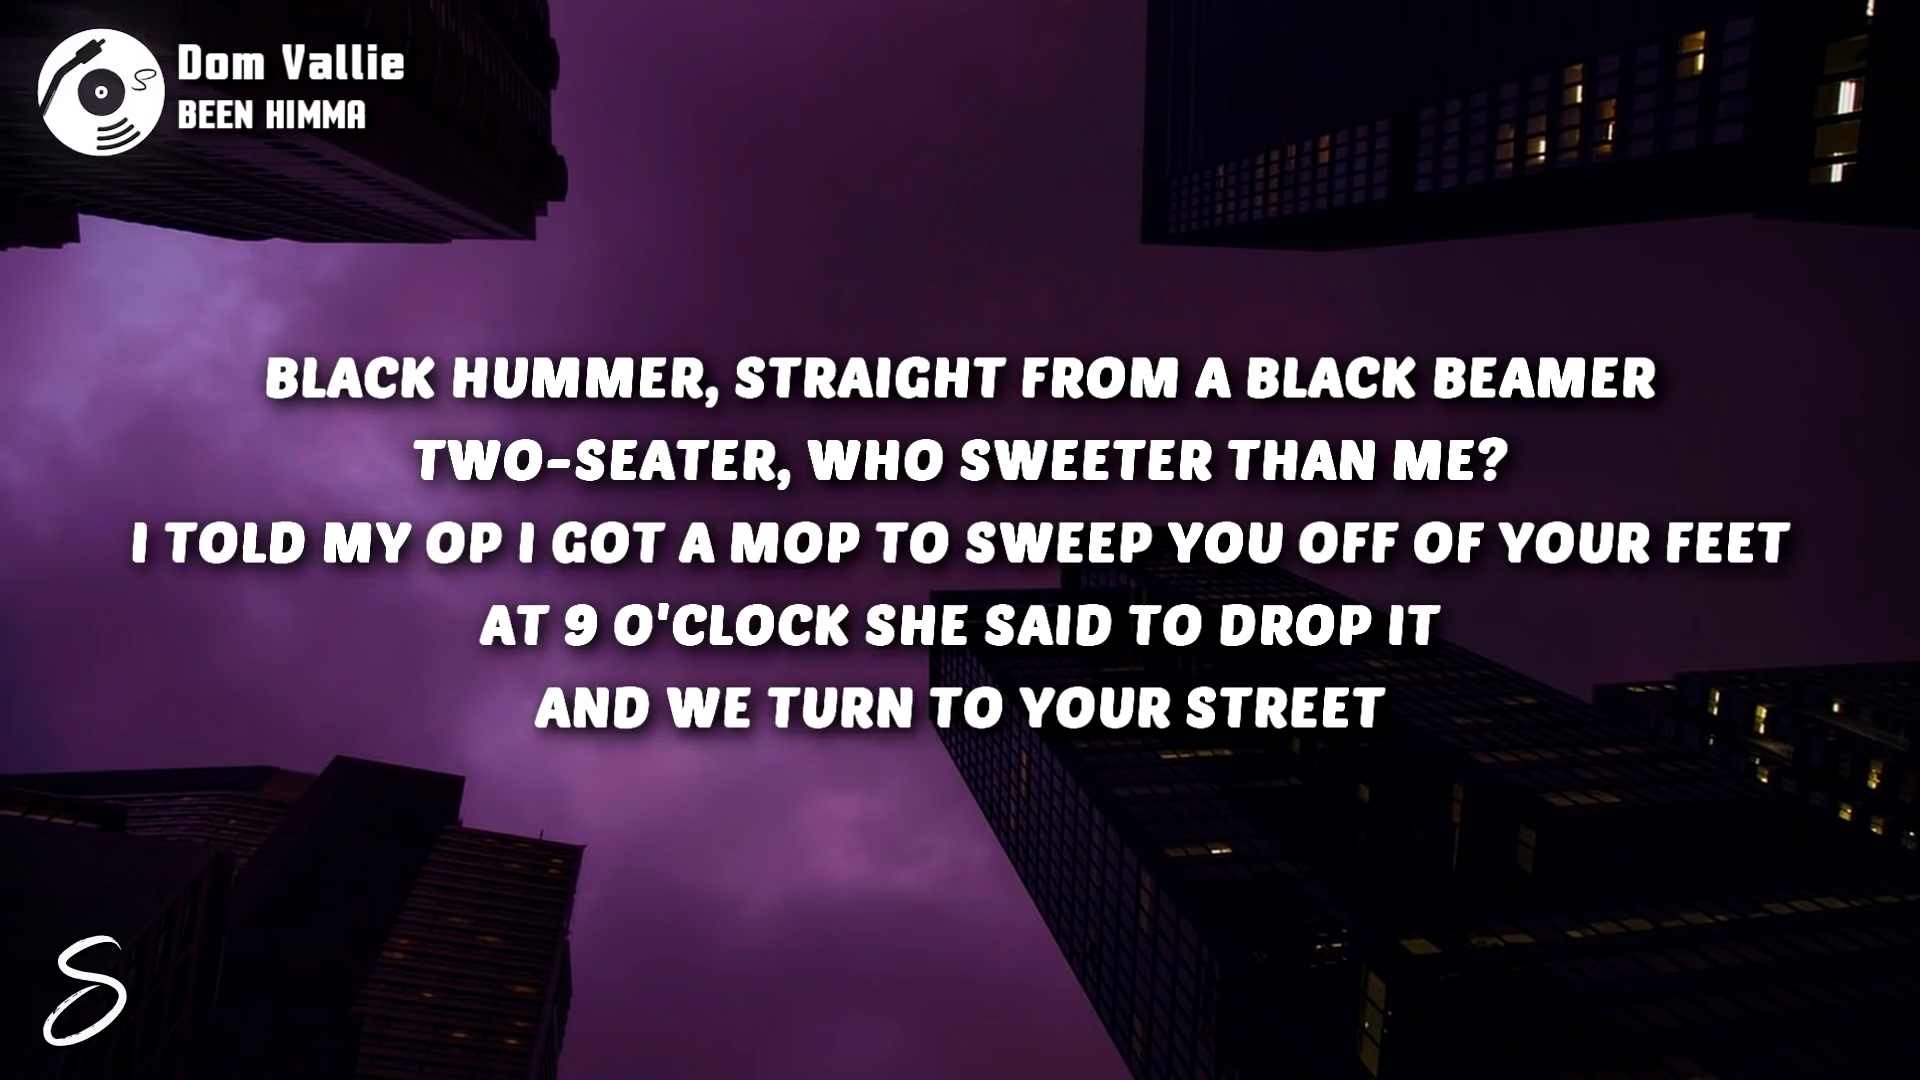 Dom Vallie
BEEN HIMMA
BLACK HUMMER, STRAIGHT FROM A BLACK BEAMER
TWO-SEATER, WHO SWEETER THAN ME?
I TOLD MY OP I GOT A MOP TO SWEEP YOU OFF OF YOUR FEET
AT 9 O'CLOCK SHE SAID TO DROP IT
AND WE TURN TO YOUR STREET
S